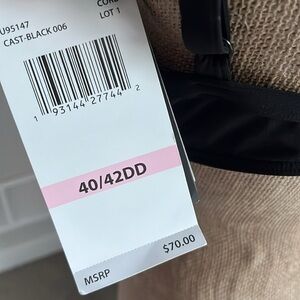 U95147
CAST-BLACK 006
LOT 1
1 93144 27744 2
40/42DD
MSRP $70.00